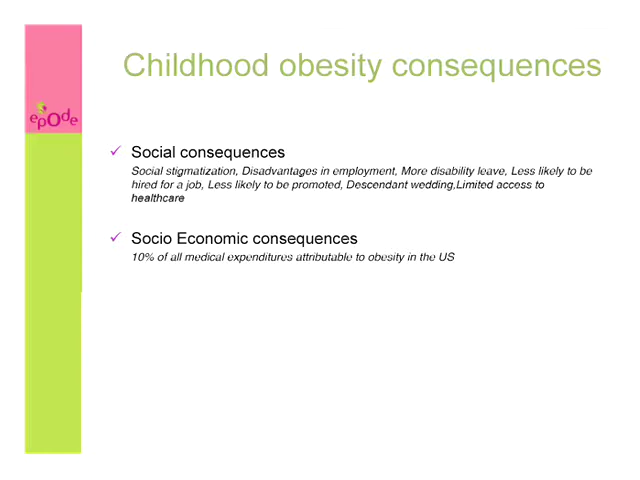 Childhood obesity consequences
epode
Social consequences
Social stigmatization, Disadvantages in employment, More disability leave, Less likely to be
hired for a job, Less likely to be promoted, Descendant wedding,Limited access to
healthcare
Socio Economic consequences
10% of all medical expenditures attributable to obesity in the US